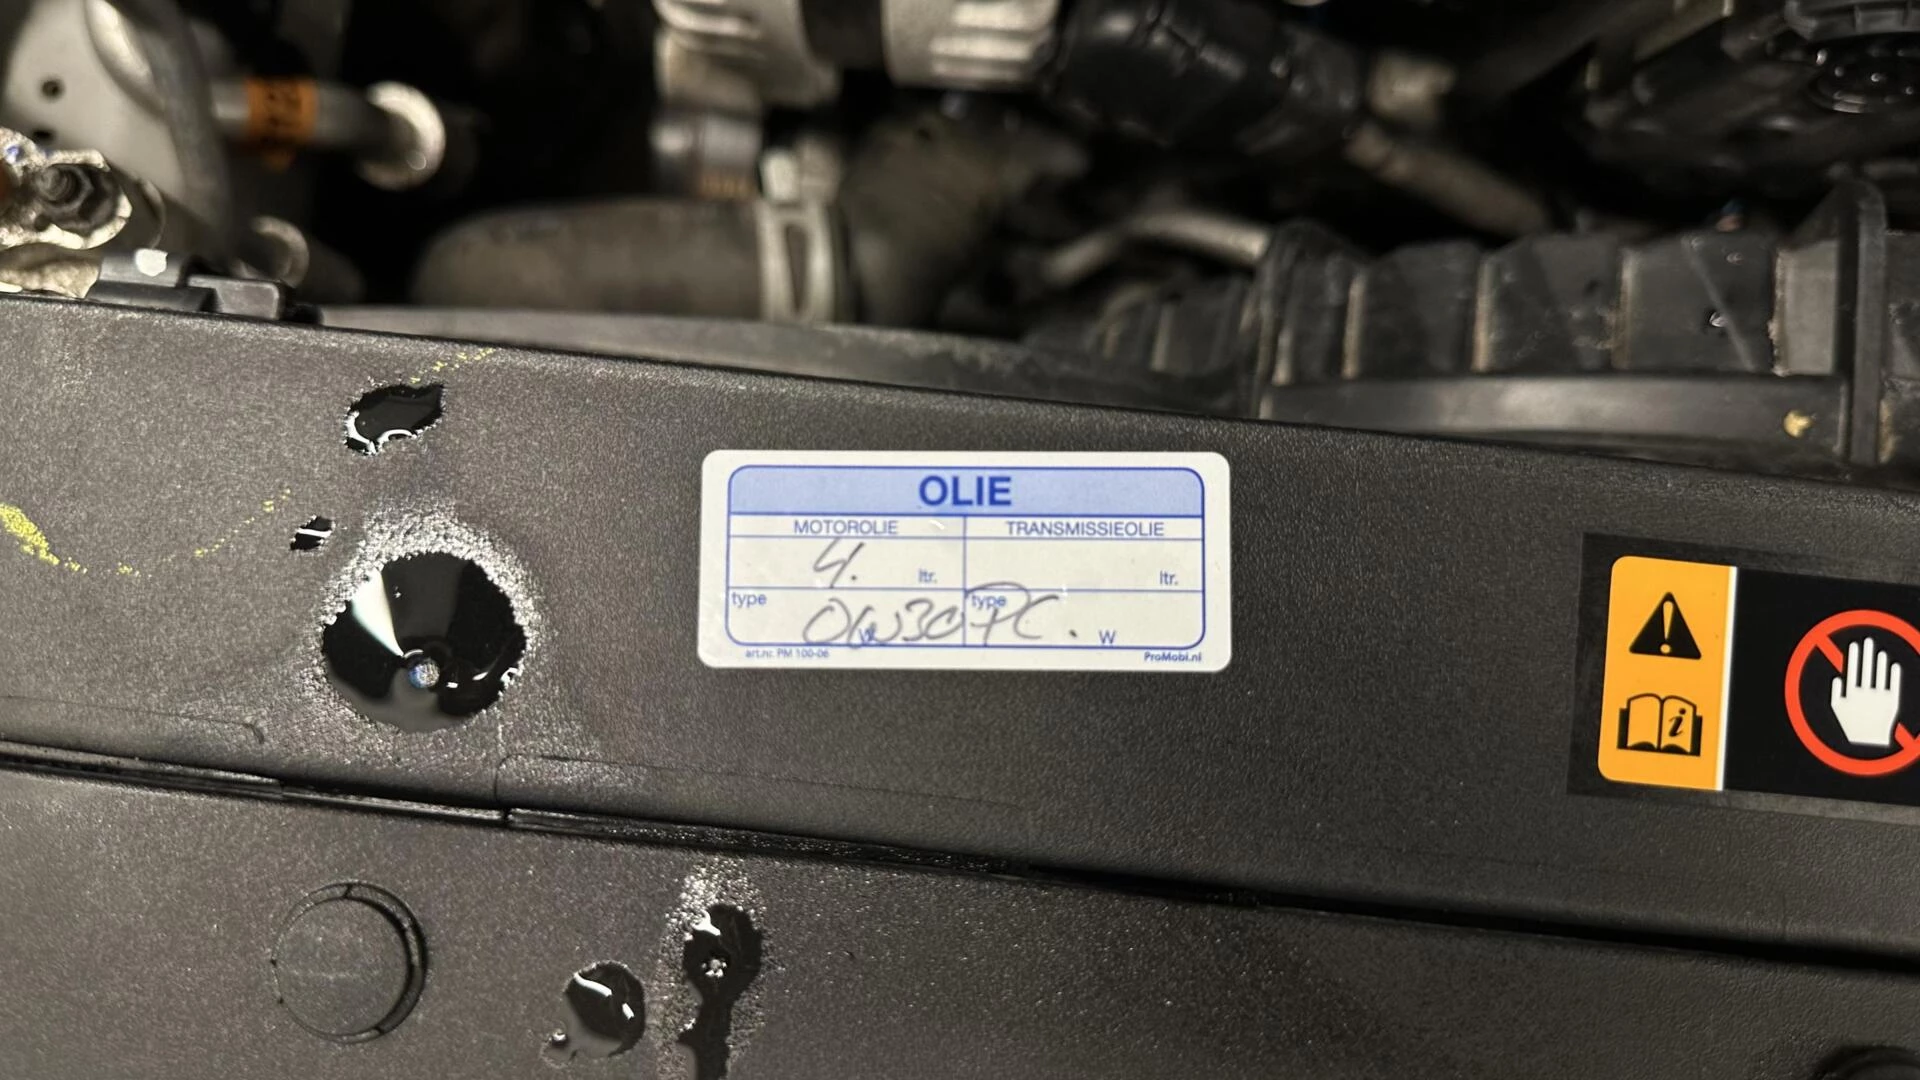 OLIE
MOTOROLIE TRANSMISSIEOLIE
4. ltr. ltr.
type 0W30 type PC. W
art.nr. PM 100-06 ProMobi.nl
i